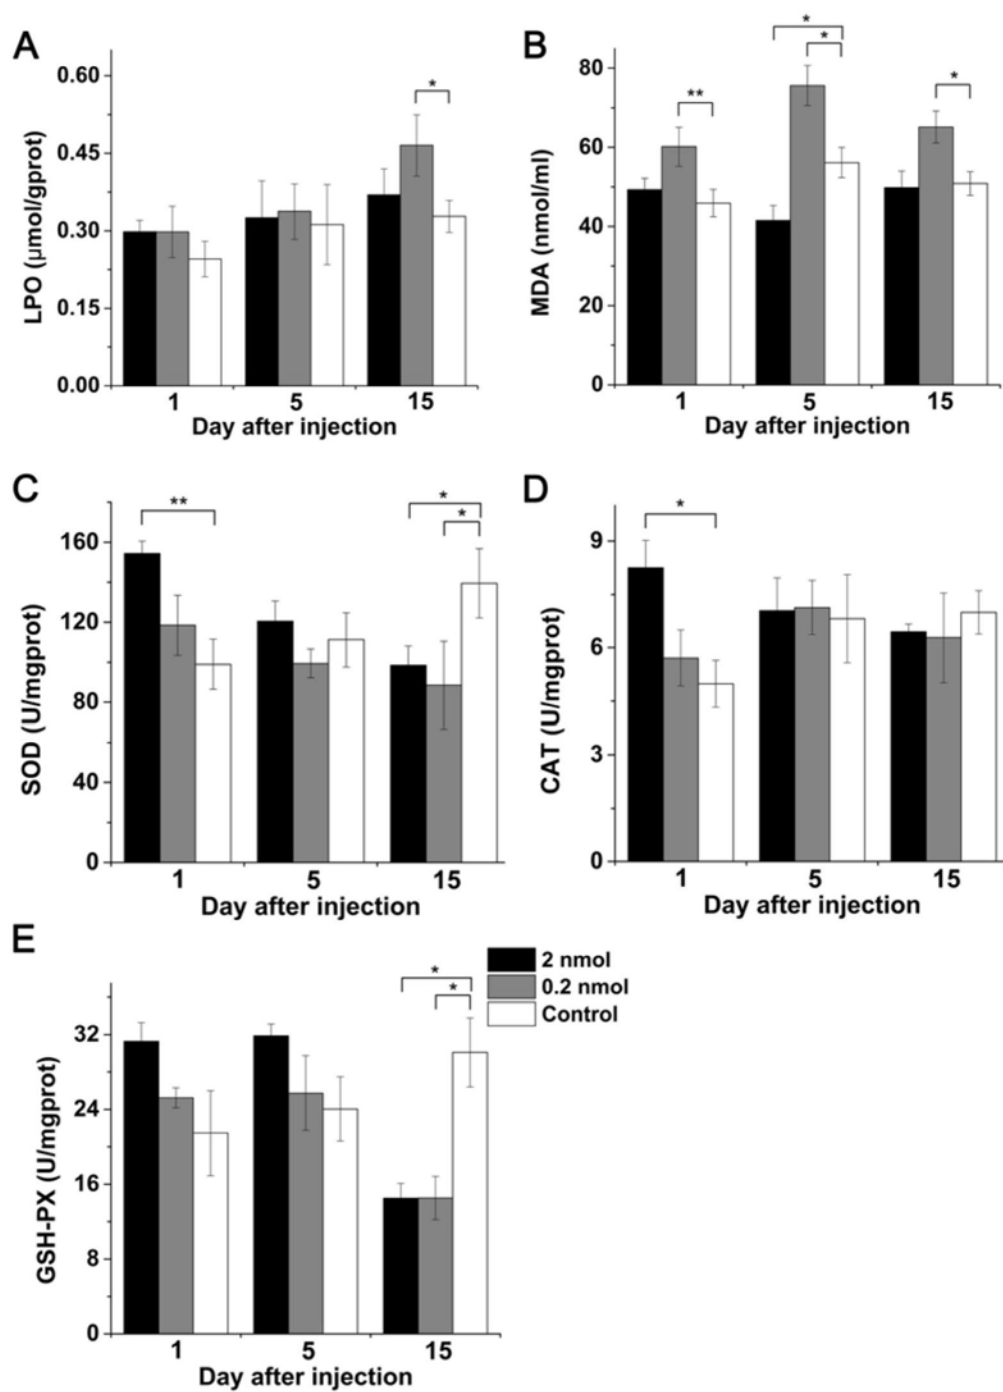 A
LPO (μmol/gprot)
0.60
0.45
0.30
0.15
0.00
*
1 5 15
Day after injection
B
MDA (nmol/ml)
80
60
40
20
0
**
*
*
*
1 5 15
Day after injection
C
SOD (U/mgprot)
160
120
80
40
0
**
*
*
1 5 15
Day after injection
D
CAT (U/mgprot)
9
6
3
0
*
1 5 15
Day after injection
E
GSH-PX (U/mgprot)
32
24
16
8
0
*
*
1 5 15
Day after injection
2 nmol
0.2 nmol
Control